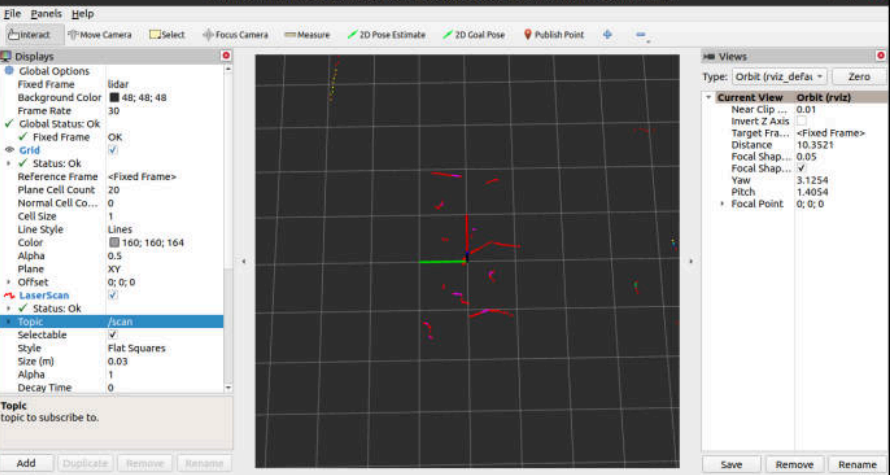 File Panels Help
Interact Move Camera Select Focus Camera Measure 2D Pose Estimate 2D Goal Pose Publish Point
Displays
Global Options
Fixed Frame lidar
Background Color 48; 48; 48
Frame Rate 30
Global Status: Ok
Fixed Frame OK
Grid
Status: Ok
Reference Frame <Fixed Frame>
Plane Cell Count 20
Normal Cell Co... 0
Cell Size 1
Line Style Lines
Color 160; 160; 164
Alpha 0.5
Plane XY
Offset 0; 0; 0
LaserScan
Status: Ok
Topic /scan
Selectable
Style Flat Squares
Size (m) 0.03
Alpha 1
Decay Time 0
Topic
topic to subscribe to.
Add Duplicate Remove Rename
Views
Type: Orbit (rviz_defau Zero
Current View Orbit (rviz)
Near Clip ... 0.01
Invert Z Axis
Target Fra... <Fixed Frame>
Distance 10.3521
Focal Shap... 0.05
Focal Shap...
Yaw 3.1254
Pitch 1.4054
Focal Point 0; 0; 0
Save Remove Rename